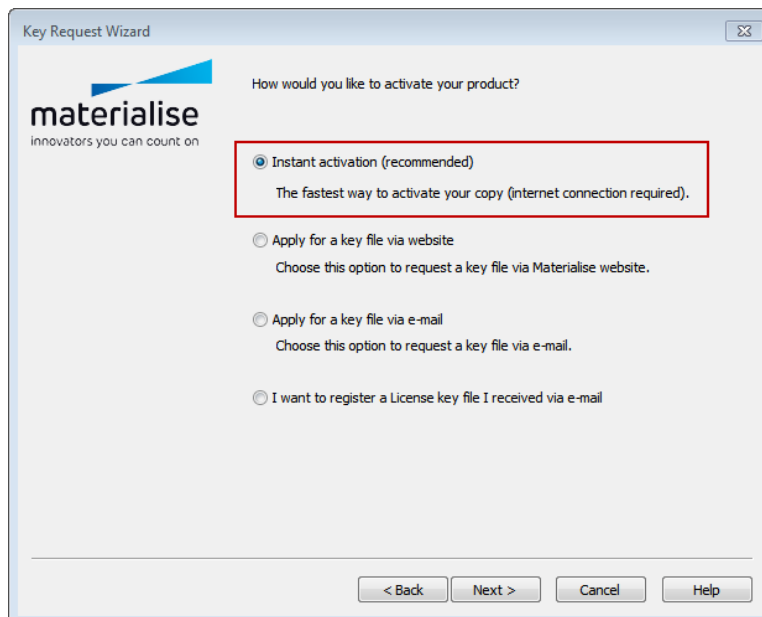 Key Request Wizard
materialise
innovators you can count on
How would you like to activate your product?
Instant activation (recommended)
The fastest way to activate your copy (internet connection required).
Apply for a key file via website
Choose this option to request a key file via Materialise website.
Apply for a key file via e-mail
Choose this option to request a key file via e-mail.
I want to register a License key file I received via e-mail
< Back
Next >
Cancel
Help